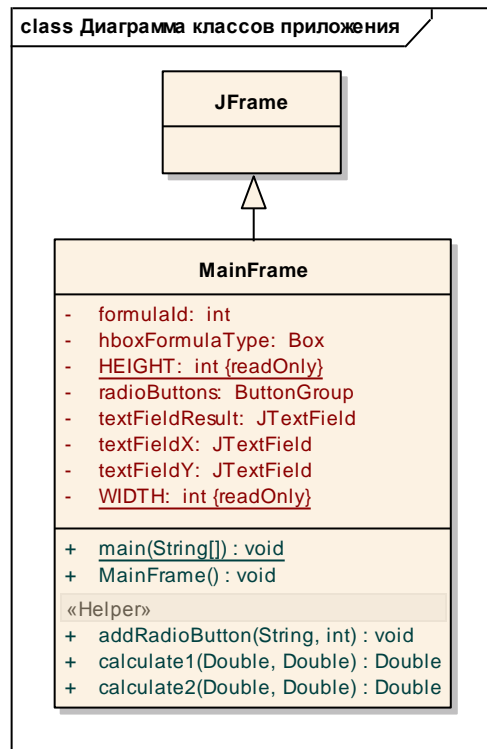 class Диаграмма классов приложения
JFrame
MainFrame
- formulaId: int
- hboxFormulaType: Box
- HEIGHT: int {readOnly}
- radioButtons: ButtonGroup
- textFieldResult: JTextField
- textFieldX: JTextField
- textFieldY: JTextField
- WIDTH: int {readOnly}
+ main(String[]) : void
+ MainFrame() : void
«Helper»
+ addRadioButton(String, int) : void
+ calculate1(Double, Double) : Double
+ calculate2(Double, Double) : Double